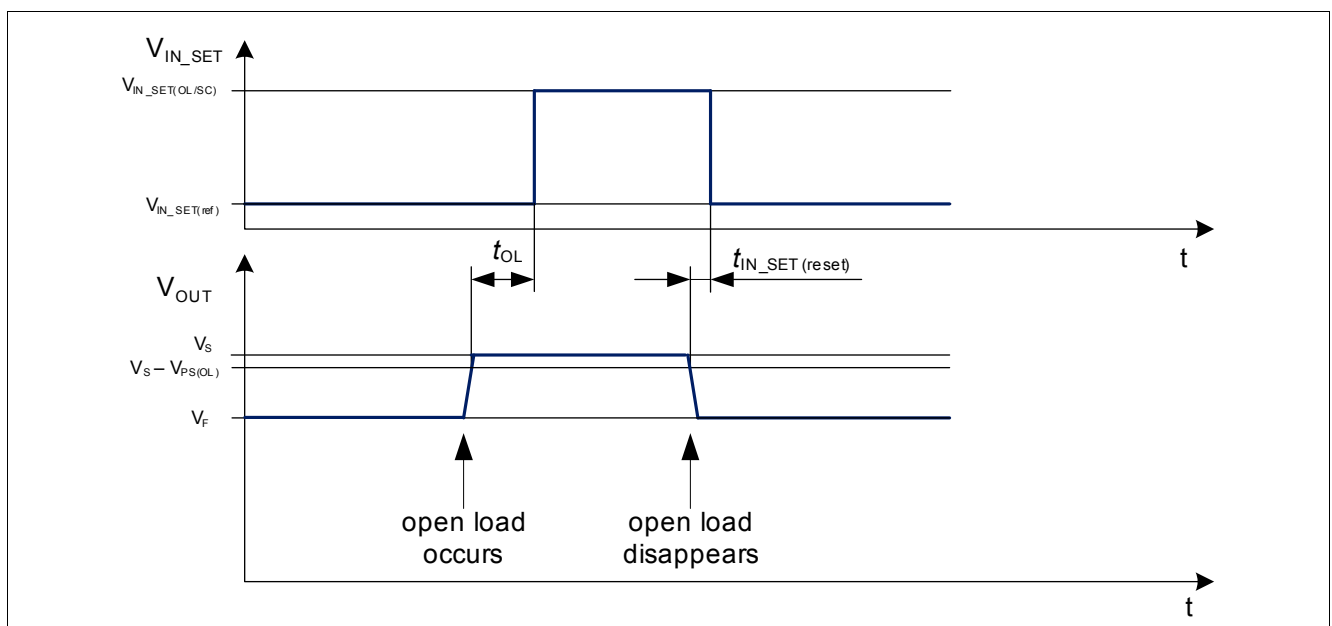 V_IN_SET
V_IN_SET(OL/SC)
V_IN_SET(ref)
t
t_OL
t_IN_SET (reset)
V_OUT
V_S
V_S – V_PS(OL)
V_F
open load
occurs
open load
disappears
t